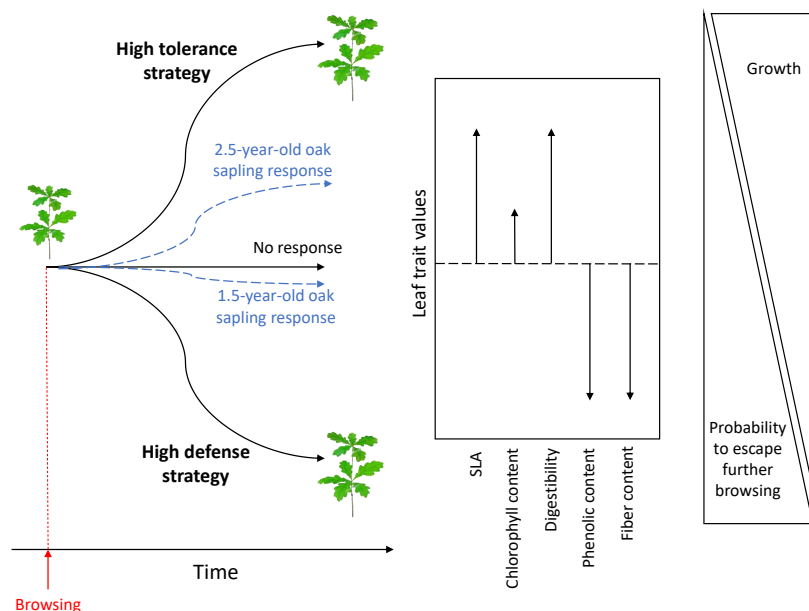 High tolerance
strategy
2.5-year-old oak
sapling response
No response
1.5-year-old oak
sapling response
High defense
strategy
Time
Browsing
Leaf trait values
SLA
Chlorophyll content
Digestibility
Phenolic content
Fiber content
Growth
Probability
to escape
further
browsing